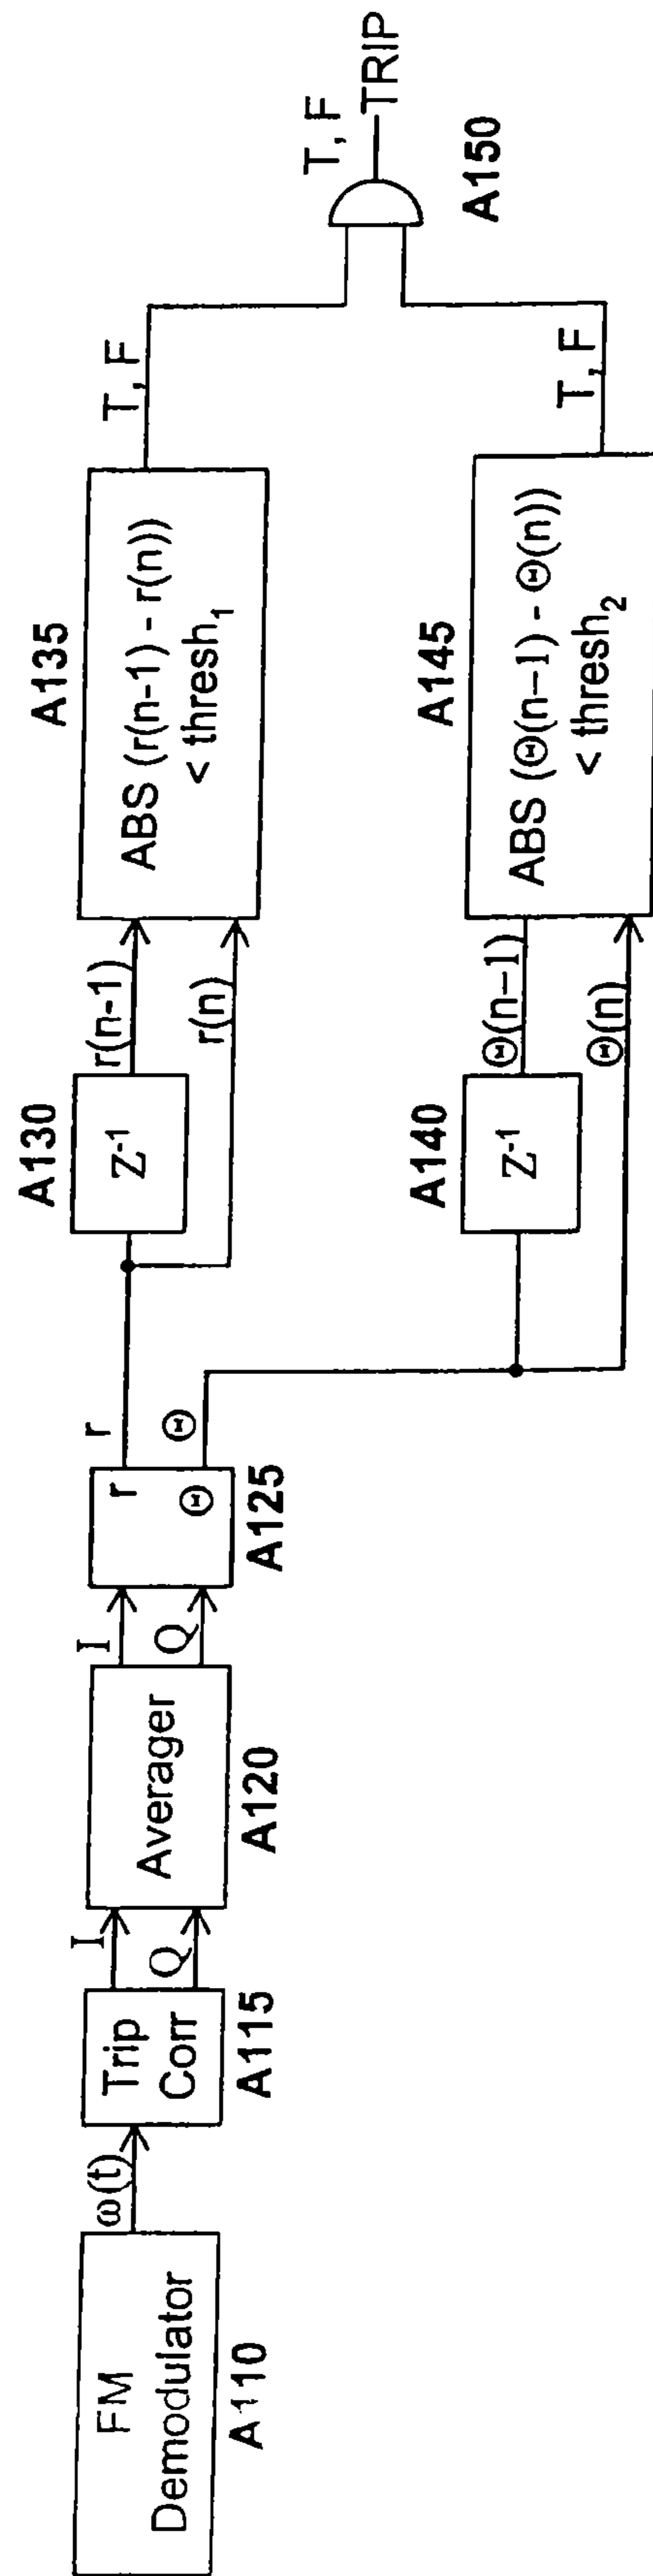 FM
Demodulator
A110
ω(t)
Trip
Corr
A115
I
Q
Averager
A120
I
Q
r
Θ
A125
r
Θ
A130
Z⁻¹
r(n-1)
r(n)
A135
ABS (r(n-1) - r(n))
< thresh₁
T, F
A140
Z⁻¹
Θ(n-1)
Θ(n)
A145
ABS (Θ(n-1) - Θ(n))
< thresh₂
T, F
T, F
TRIP
A150